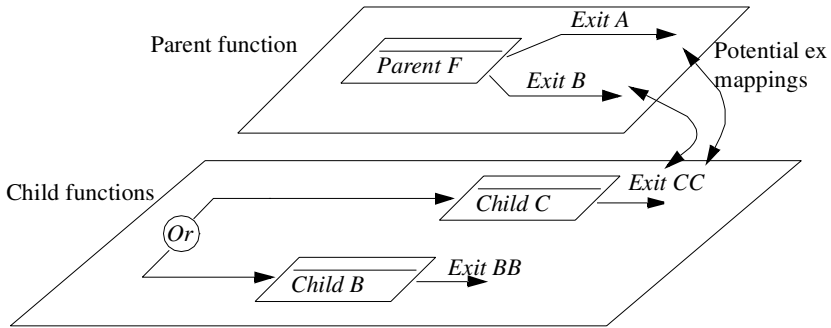 Exit A
Parent function
Potential ex
Parent F
mappings
Exit B
Child functions
Exit CC
Child C
Or
Exit BB
Child B